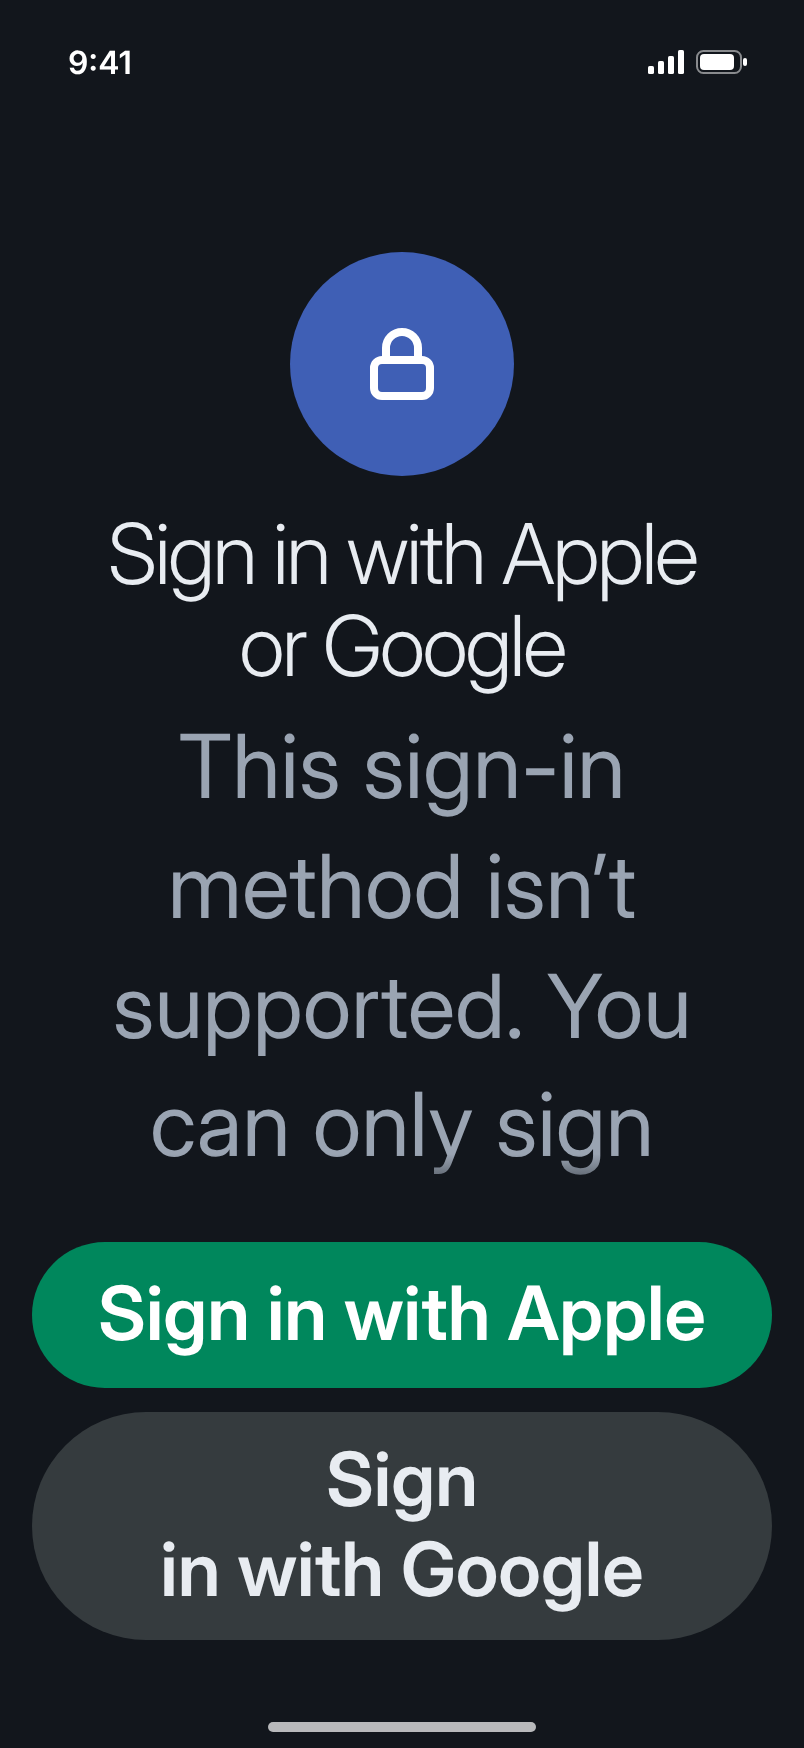 9:41
Sign in with Apple
or Google
This sign-in
method isn’t
supported. You
can only sign
Sign in with Apple
Sign
in with Google